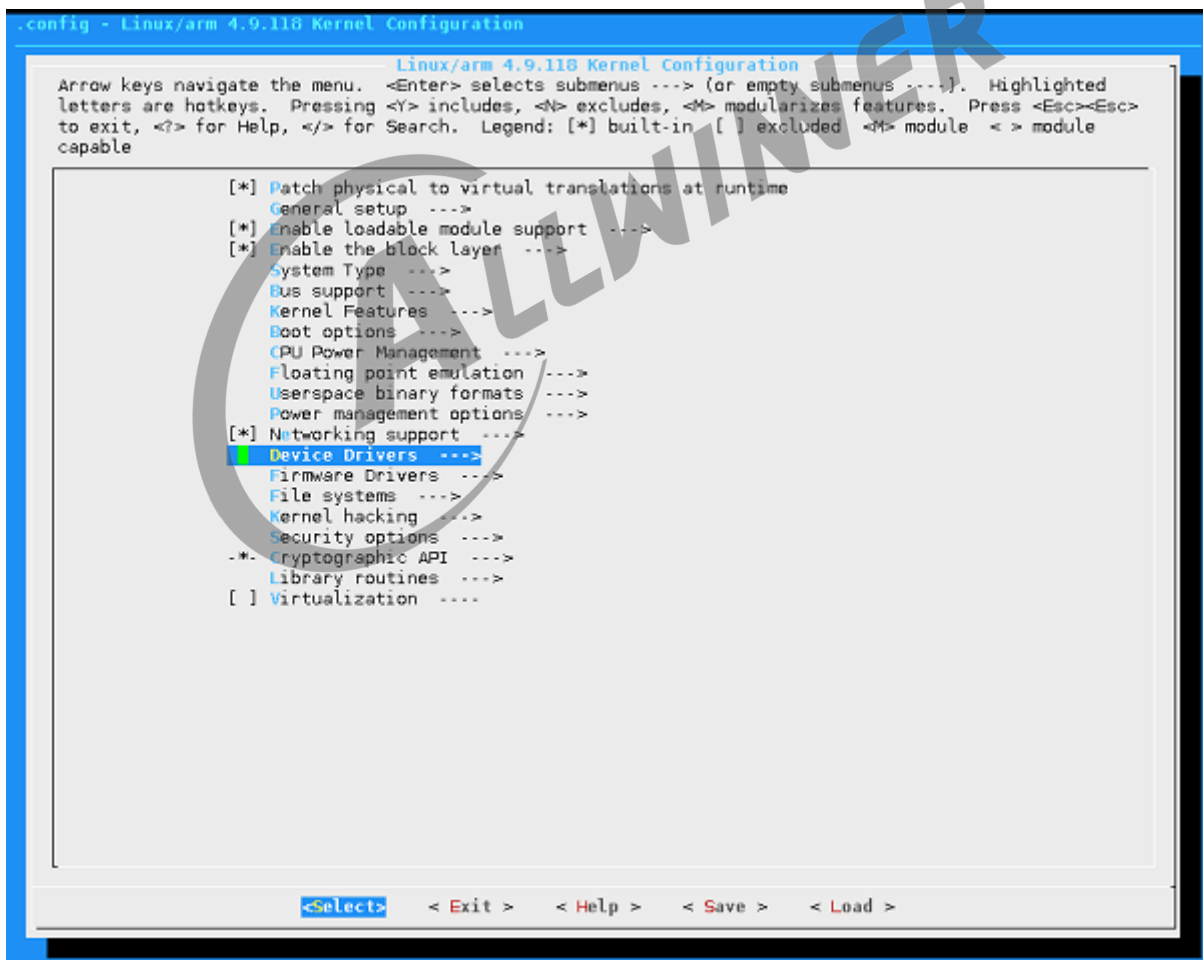 .config - Linux/arm 4.9.118 Kernel Configuration
Linux/arm 4.9.118 Kernel Configuration
Arrow keys navigate the menu.  <Enter> selects submenus ---> (or empty submenus ----).  Highlighted
letters are hotkeys.  Pressing <Y> includes, <N> excludes, <M> modularizes features.  Press <Esc><Esc>
to exit, <?> for Help, </> for Search.  Legend: [*] built-in  [ ] excluded  <M> module  < > module
capable
[*] Patch physical to virtual translations at runtime
General setup  --->
[*] Enable loadable module support  --->
[*] Enable the block layer  --->
System Type  --->
Bus support  --->
Kernel Features  --->
Boot options  --->
CPU Power Management  --->
Floating point emulation  --->
Userspace binary formats  --->
Power management options  --->
[*] Networking support  --->
Device Drivers  --->
Firmware Drivers  --->
File systems  --->
Kernel hacking  --->
Security options  --->
-*- Cryptographic API  --->
Library routines  --->
[ ] Virtualization  ----
<Select>    < Exit >    < Help >    < Save >    < Load >
ALLWINNER